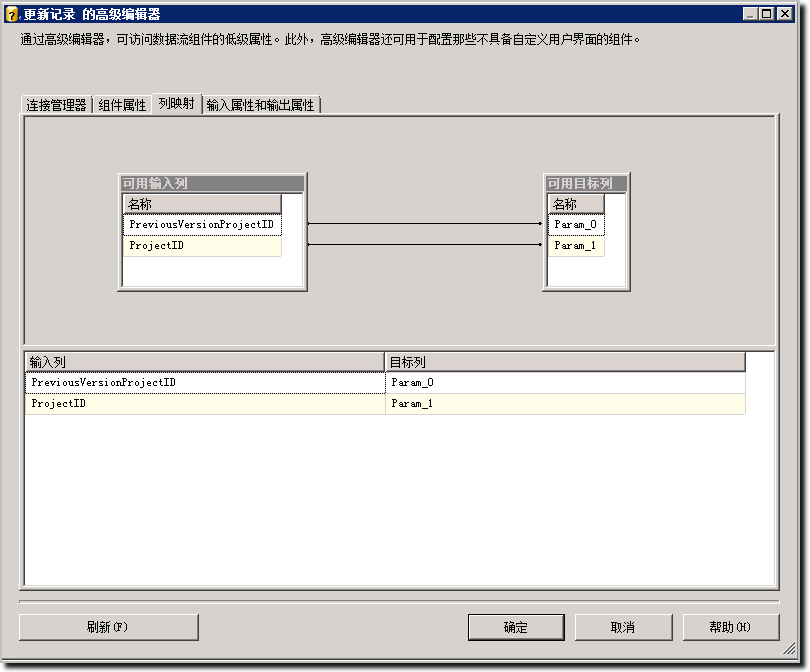 更新记录 的高级编辑器
通过高级编辑器，可访问数据流组件的低级属性。此外，高级编辑器还可用于配置那些不具备自定义用户界面的组件。
连接管理器 组件属性 列映射 输入属性和输出属性
可用输入列 可用目标列
名称 名称
PreviousVersionProjectID Param_0
ProjectID Param_1
输入列 目标列
PreviousVersionProjectID Param_0
ProjectID Param_1
刷新(F) 确定 取消 帮助(H)